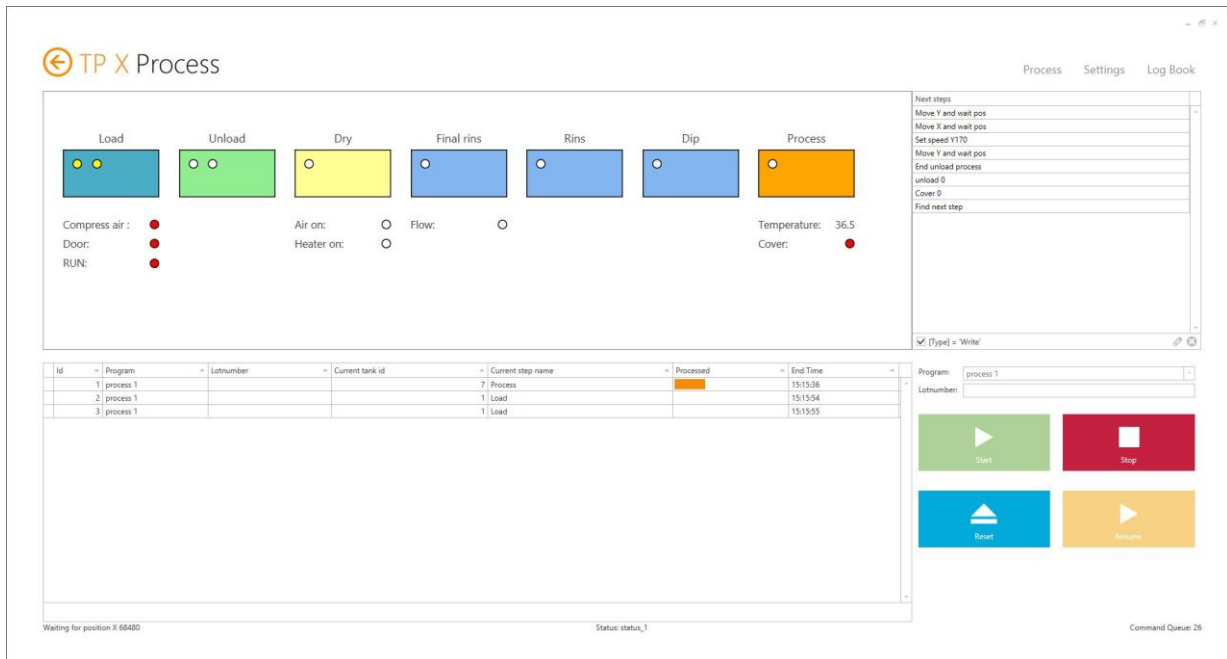 TP X Process
Process Settings Log Book
Load Unload Dry Final rins Rins Dip Process
Compress air :
Door:
RUN:
Air on:
Heater on:
Flow:
Temperature: 36.5
Cover:
Next steps
Move Y and wait pos
Move X and wait pos
Set speed Y170
Move Y and wait pos
End unload process
unload 0
Cover 0
Find next step
[Type] = 'Write'
Id Program Lotnumber Current tank id Current step name Processed End Time
1 process 1 7 Process 15:15:36
2 process 1 1 Load 15:15:54
3 process 1 1 Load 15:15:55
Program: process 1
Lotnumber:
Start
Stop
Reset
Resume
Waiting for position X 68480
Status: status_1
Command Queue: 26